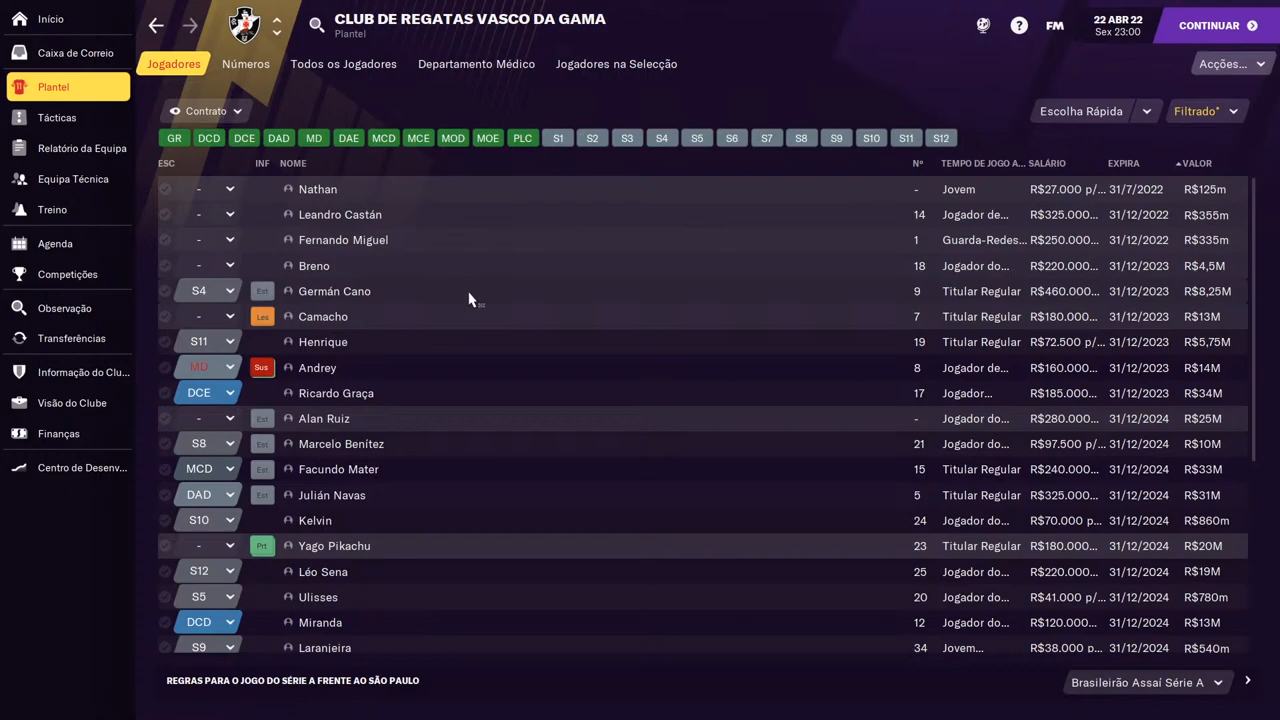 Início
Caixa de Correio
Plantel
Tácticas
Relatório da Equipa
Equipa Técnica
Treino
Agenda
Competições
Observação
Transferências
Informação do Clu...
Visão do Clube
Finanças
Centro de Desenv...
CLUB DE REGATAS VASCO DA GAMA
Plantel
FM
22 ABR 22
Sex 23:00
CONTINUAR
Jogadores Números Todos os Jogadores Departamento Médico Jogadores na Selecção
Acções...
Contrato
Escolha Rápida
Filtrado*
GR DCD DCE DAD MD DAE MCD MCE MOD MOE PLC S1 S2 S3 S4 S5 S6 S7 S8 S9 S10 S11 S12
ESC INF NOME Nº TEMPO DE JOGO A... SALÁRIO EXPIRA VALOR
- Nathan - Jovem R$27.000 p/... 31/7/2022 R$125m
- Leandro Castán 14 Jogador de... R$325.000... 31/12/2022 R$355m
- Fernando Miguel 1 Guarda-Redes... R$250.000... 31/12/2022 R$335m
- Breno 18 Jogador do... R$220.000... 31/12/2023 R$4,5M
S4 Est Germán Cano 9 Titular Regular R$460.000... 31/12/2023 R$8,25M
- Les Camacho 7 Titular Regular R$180.000... 31/12/2023 R$13M
S11 Henrique 19 Titular Regular R$72.500 p/... 31/12/2023 R$5,75M
MD Sus Andrey 8 Jogador do... R$160.000... 31/12/2023 R$14M
DCE Ricardo Graça 17 Jogador... R$185.000... 31/12/2023 R$34M
- Est Alan Ruiz - Jogador do... R$280.000... 31/12/2024 R$25M
S8 Est Marcelo Benítez 21 Jogador do... R$97.500 p/... 31/12/2024 R$10M
MCD Est Facundo Mater 15 Titular Regular R$240.000... 31/12/2024 R$33M
DAD Est Julián Navas 5 Titular Regular R$325.000... 31/12/2024 R$31M
S10 Kelvin 24 Jogador do... R$70.000 p/... 31/12/2024 R$860m
- Prt Yago Pikachu 23 Titular Regular R$180.000... 31/12/2024 R$20M
S12 Léo Sena 25 Jogador do... R$220.000... 31/12/2024 R$19M
S5 Ulisses 20 Jogador do... R$41.000 p/... 31/12/2024 R$780m
DCD Miranda 12 Jogador do... R$120.000... 31/12/2024 R$13M
S9 Laranjeira 34 Jovem... R$38.000 p/... 31/12/2024 R$540m
REGRAS PARA O JOGO DO SÉRIE A FRENTE AO SÃO PAULO
Brasileirão Assaí Série A